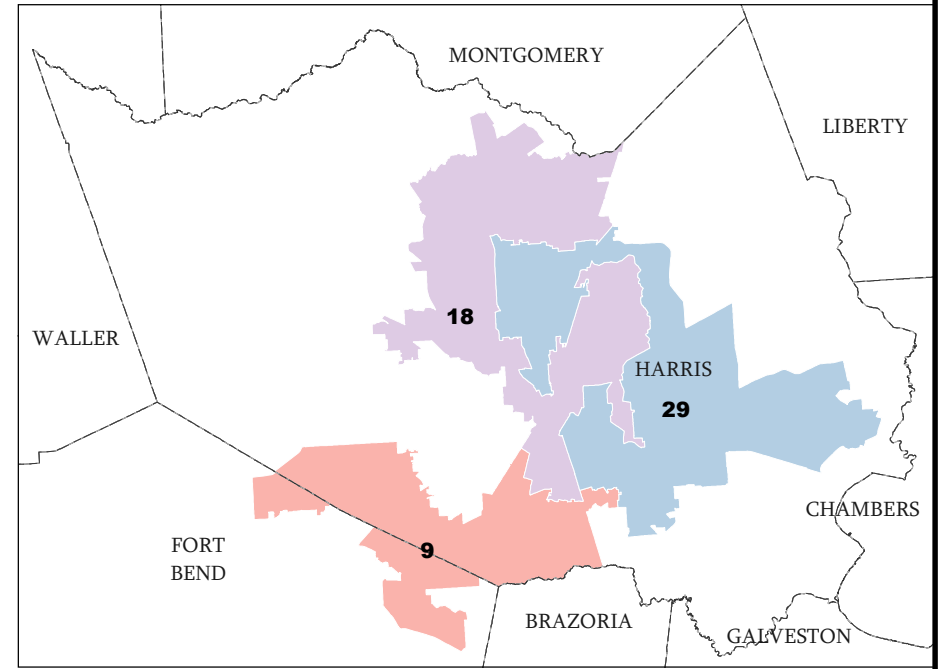 MONTGOMERY
LIBERTY
18
WALLER
HARRIS
29
CHAMBERS
FORT
BEND
9
BRAZORIA
GALVESTON